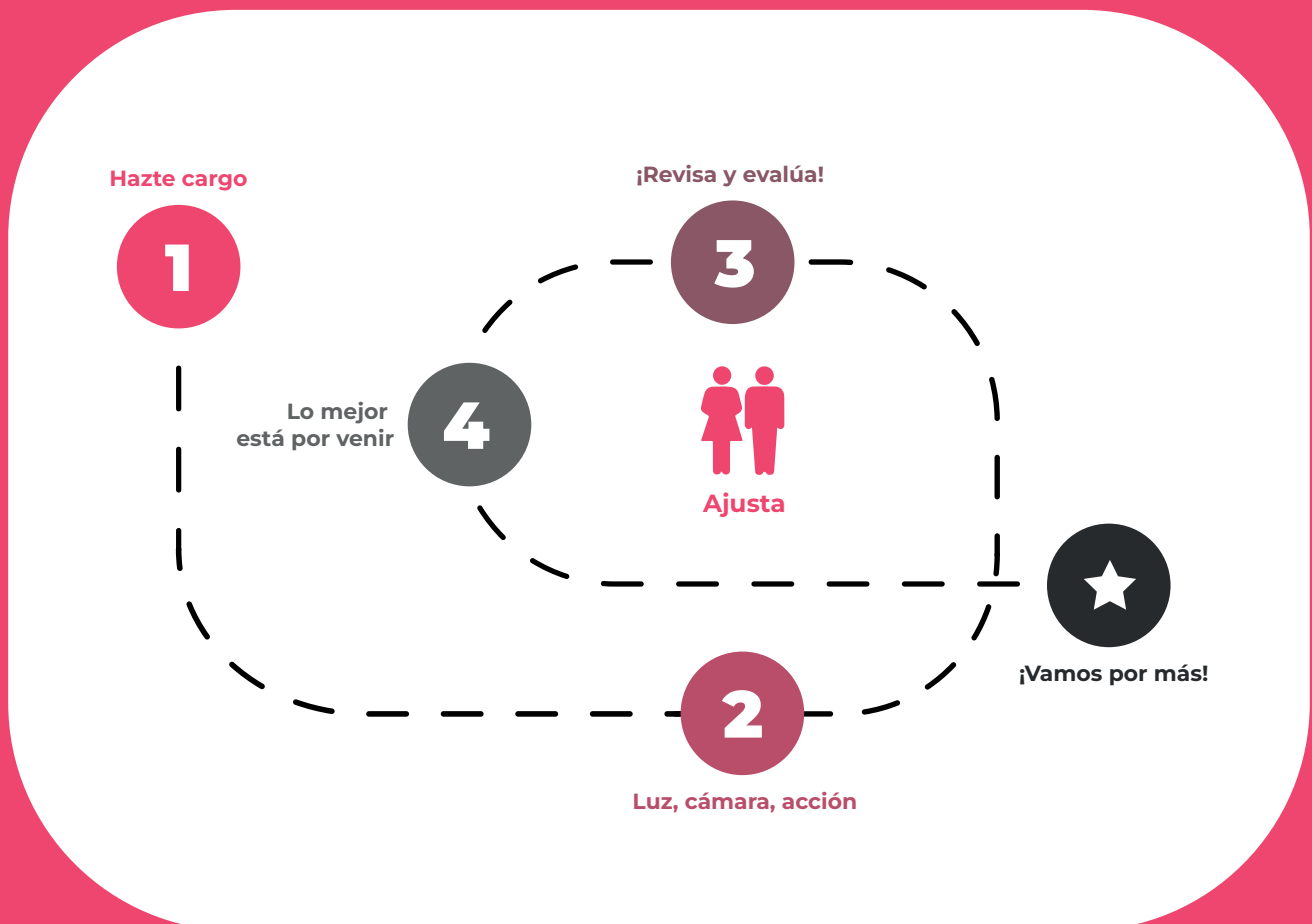 Hazte cargo
1
¡Revisa y evalúa!
3
Lo mejor
está por venir
4
Ajusta
¡Vamos por más!
2
Luz, cámara, acción